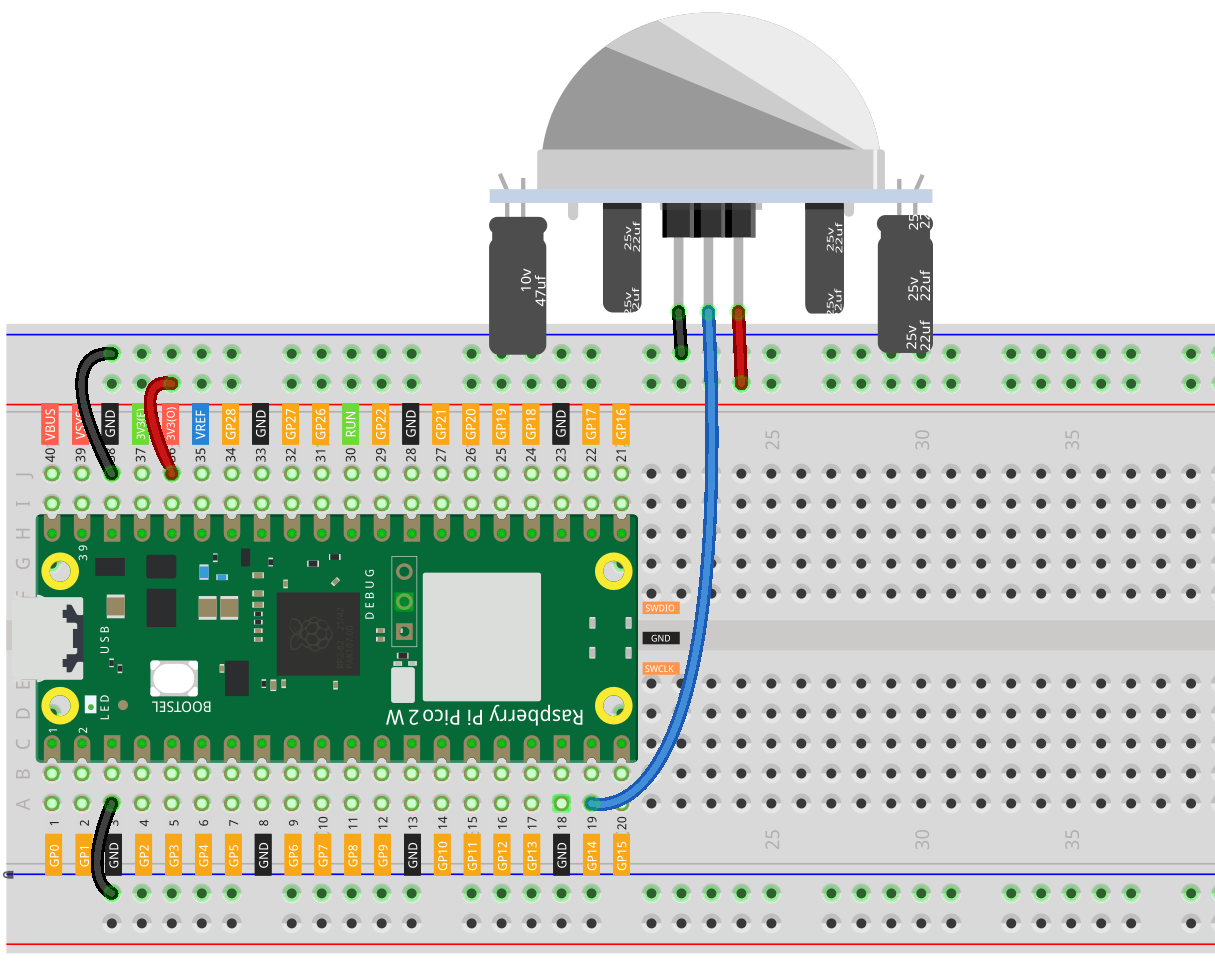 10v
47uf
25v
22uf
25v
22uf
25v
22uf
25v
22uf
25
22
25v
22uf
25v
22uf
VBUS
VSYS
GND
3V3(E)
3V3(O)
VREF
GP28
GND
GP27
GP26
RUN
GP22
GND
GP21
GP20
GP19
GP18
GND
GP17
GP16
40
39
38
37
36
35
34
33
32
31
30
29
28
27
26
25
24
23
22
21
25
30
35
J
I
H
G
F
E
D
C
B
A
39
USB
DEBUG
BOOTSEL
LED
1
2
Raspberry Pi Pico 2 W
SWDIO
GND
SWCLK
1
2
3
4
5
6
7
8
9
10
11
12
13
14
15
16
17
18
19
20
GP0
GP1
GND
GP2
GP3
GP4
GP5
GND
GP6
GP7
GP8
GP9
GND
GP10
GP11
GP12
GP13
GND
GP14
GP15
25
30
35